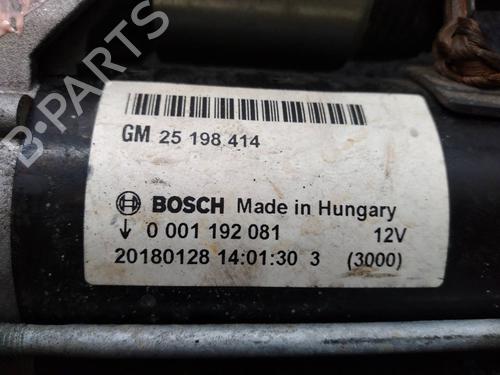 GM 25 198 414
BOSCH Made in Hungary
↓ 0 001 192 081 12V
20180128 14:01:30 3 (3000)
B-PARTS